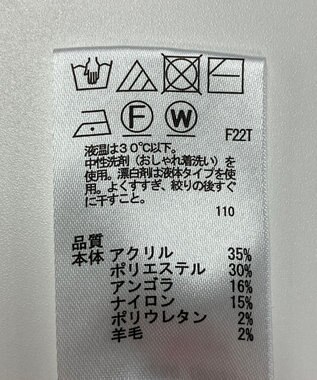 F W F22T
液温は30℃以下。
中性洗剤(おしゃれ着洗い)を
使用。漂白剤は液体タイプを使
用。よくすすぎ、絞りの後すぐ
に干すこと。
110
品質
本体 アクリル 35%
ポリエステル 30%
アンゴラ 16%
ナイロン 15%
ポリウレタン 2%
羊毛 2%